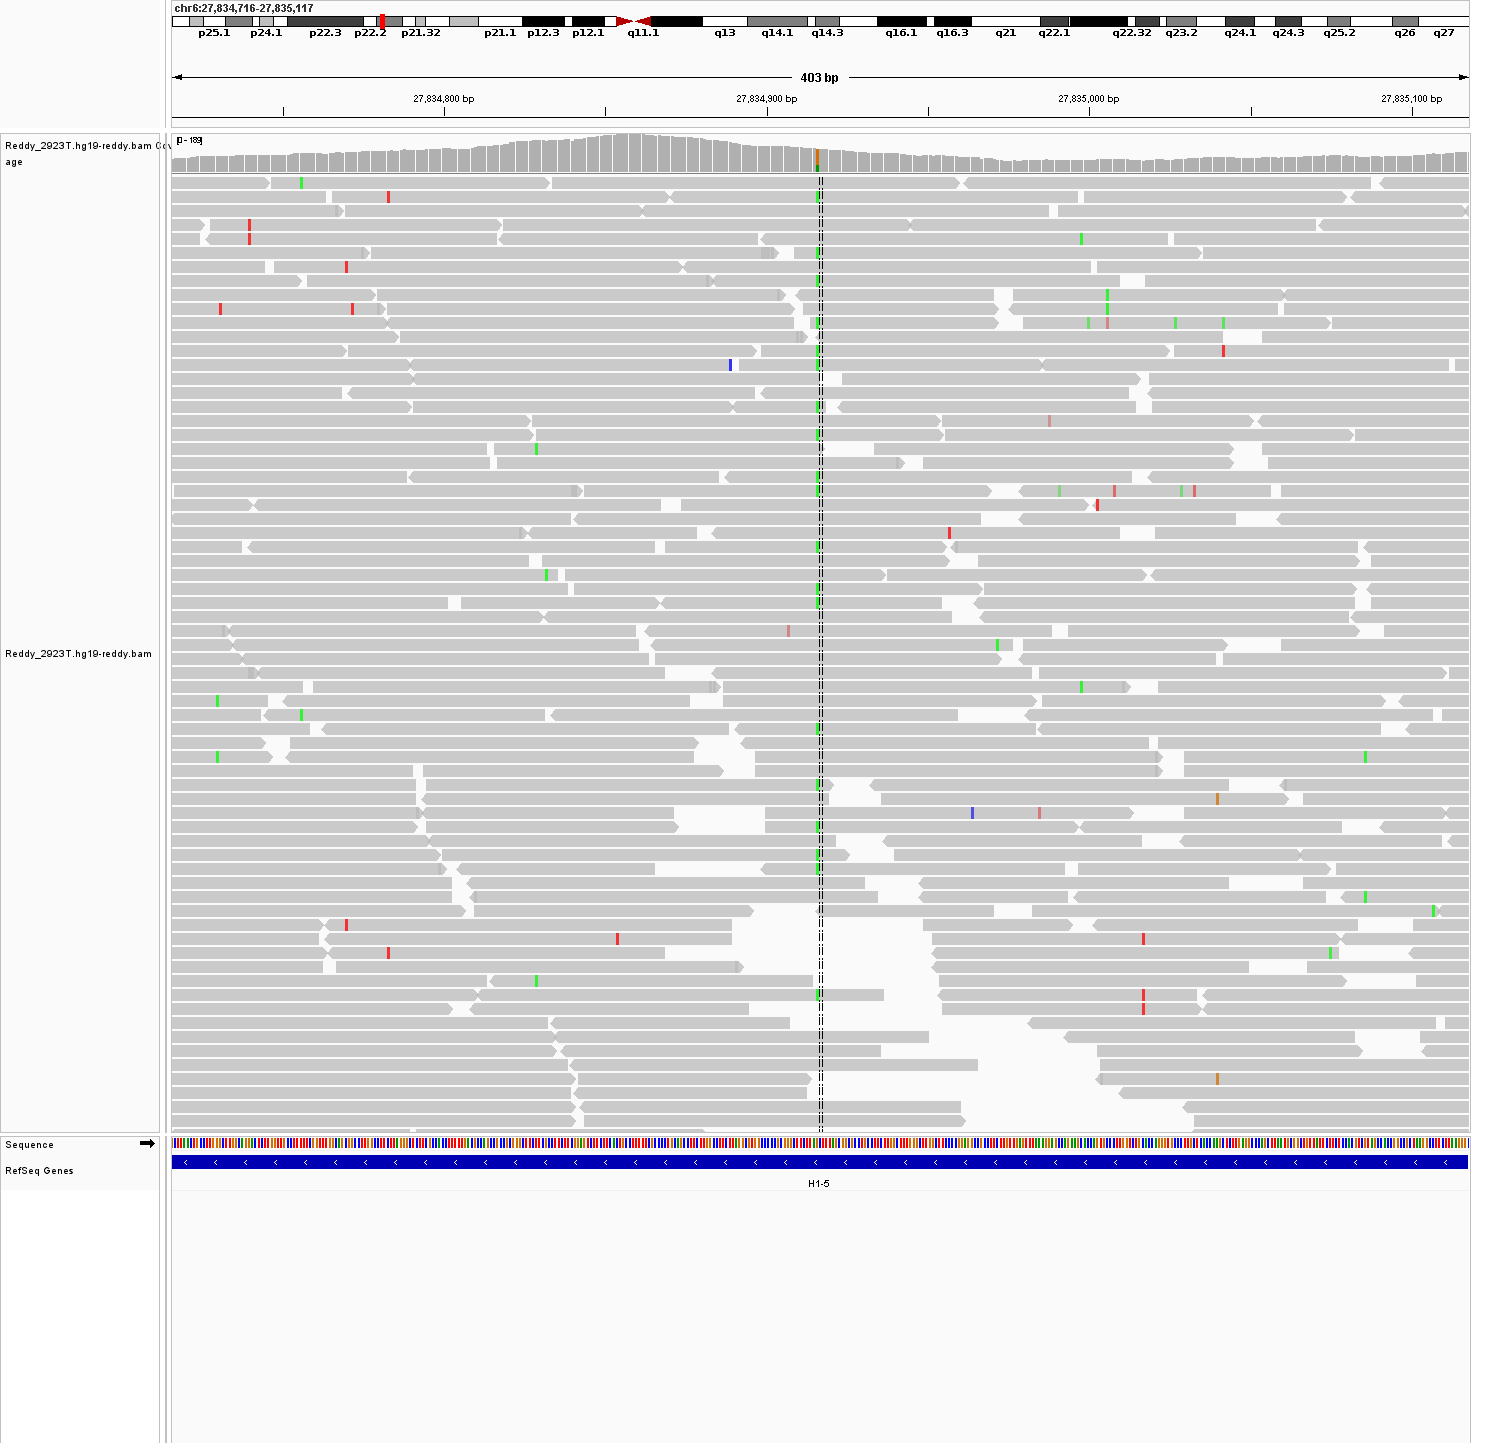 chr6:27,834,716-27,835,117
p25.1 p24.1 p22.3 p22.2 p21.32 p21.1 p12.3 p12.1 q11.1 q13 q14.1 q14.3 q16.1 q16.3 q21 q22.1 q22.32 q23.2 q24.1 q24.3 q25.2 q26 q27
403 bp
27,834,800 bp 27,834,900 bp 27,835,000 bp 27,835,100 bp
[0 - 189]
Reddy_2923T.hg19-reddy.bam Cov
age
Reddy_2923T.hg19-reddy.bam
Sequence
RefSeq Genes
H1-5